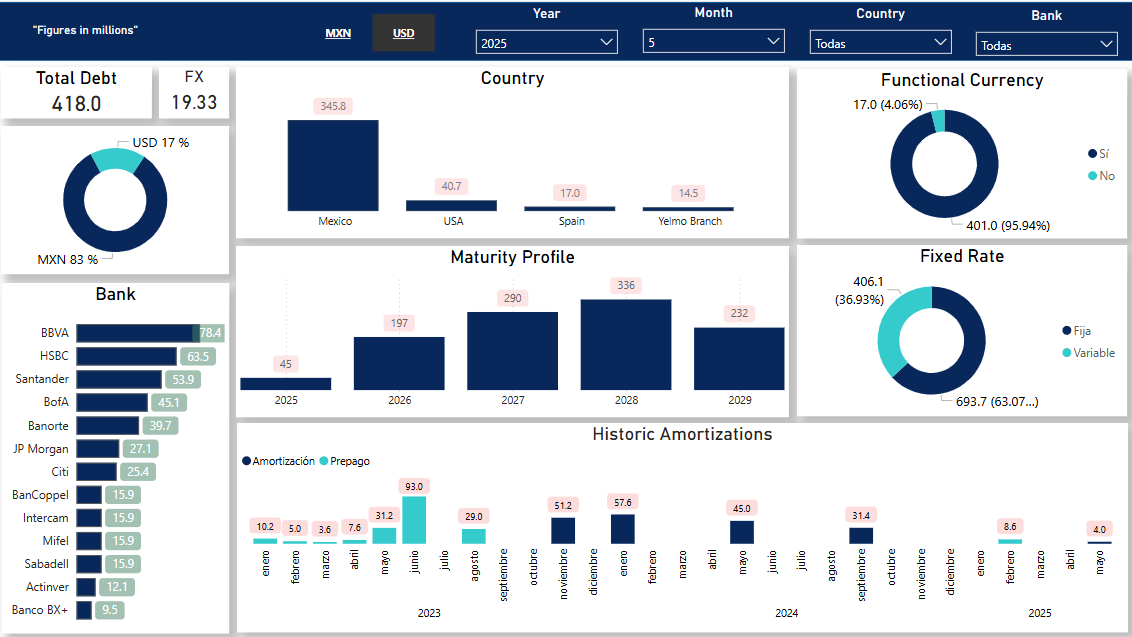 "Figures in millions"
MXN
USD
Year
2025
Month
5
Country
Todas
Bank
Todas
Total Debt
418.0
FX
19.33
USD 17 %
MXN 83 %
Bank
BBVA 78.4
HSBC 63.5
Santander 53.9
BofA 45.1
Banorte 39.7
JP Morgan 27.1
Citi 25.4
BanCoppel 15.9
Intercam 15.9
Mifel 15.9
Sabadell 15.9
Actinver 12.1
Banco BX+ 9.5
Country
345.8
40.7
17.0
14.5
Mexico
USA
Spain
Yelmo Branch
Maturity Profile
45
197
290
336
232
2025
2026
2027
2028
2029
Functional Currency
17.0 (4.06%)
401.0 (95.94%)
Sí
No
Fixed Rate
406.1
(36.93%)
693.7 (63.07...)
Fija
Variable
Historic Amortizations
Amortización
Prepago
10.2
5.0
3.6
7.6
31.2
93.0
29.0
51.2
57.6
45.0
31.4
8.6
4.0
enero
febrero
marzo
abril
mayo
junio
julio
agosto
septiembre
octubre
noviembre
diciembre
enero
febrero
marzo
abril
mayo
junio
julio
agosto
septiembre
octubre
noviembre
diciembre
enero
febrero
marzo
abril
mayo
2023
2024
2025